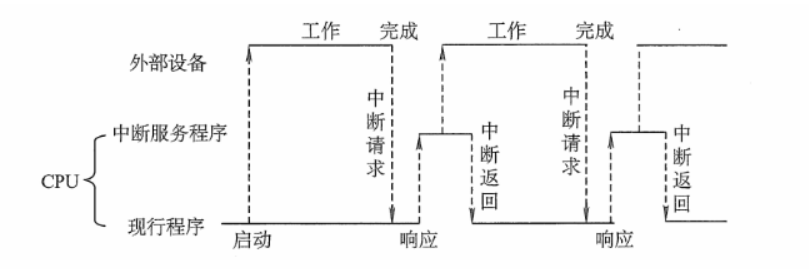 工作
完成
工作
完成
外部设备
中断请求
中断请求
中断服务程序
中断返回
中断返回
CPU
现行程序
启动
响应
响应